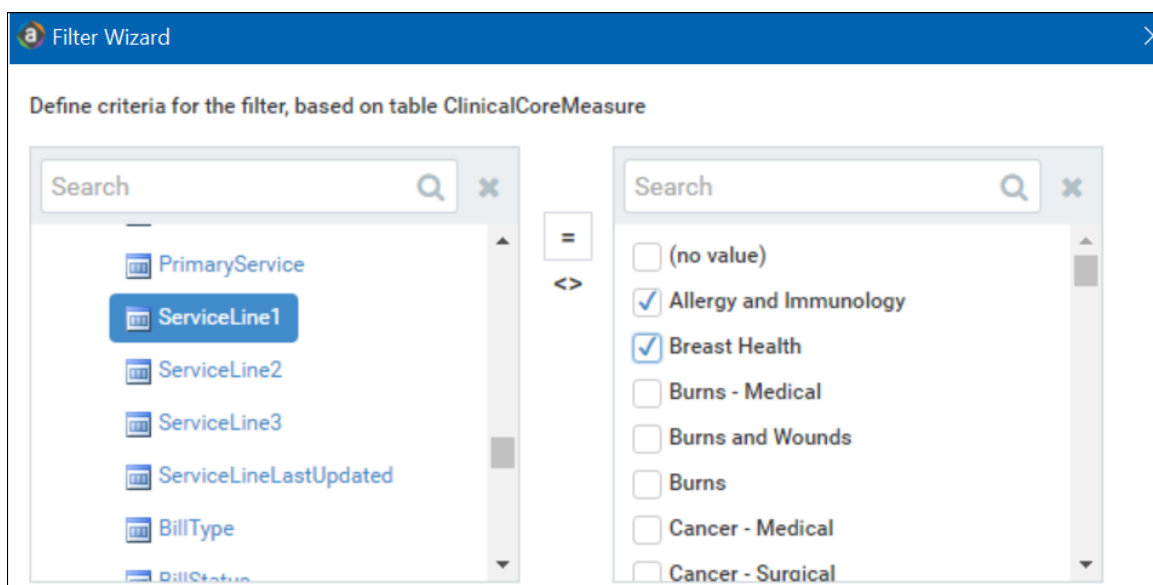 Filter Wizard
Define criteria for the filter, based on table ClinicalCoreMeasure
Search
PrimaryService
ServiceLine1
ServiceLine2
ServiceLine3
ServiceLineLastUpdated
BillType
BillStatus
=
<>
Search
(no value)
Allergy and Immunology
Breast Health
Burns - Medical
Burns and Wounds
Burns
Cancer - Medical
Cancer - Surgical